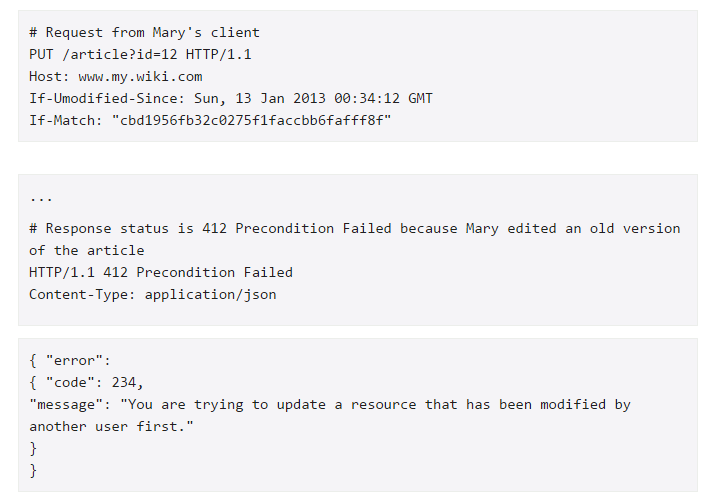 # Request from Mary's client
PUT /article?id=12 HTTP/1.1
Host: www.my.wiki.com
If-Umodified-Since: Sun, 13 Jan 2013 00:34:12 GMT
If-Match: "cbd1956fb32c0275f1faccbb6fafff8f"
...
# Response status is 412 Precondition Failed because Mary edited an old version
of the article
HTTP/1.1 412 Precondition Failed
Content-Type: application/json
{ "error":
{ "code": 234,
"message": "You are trying to update a resource that has been modified by
another user first."
}
}